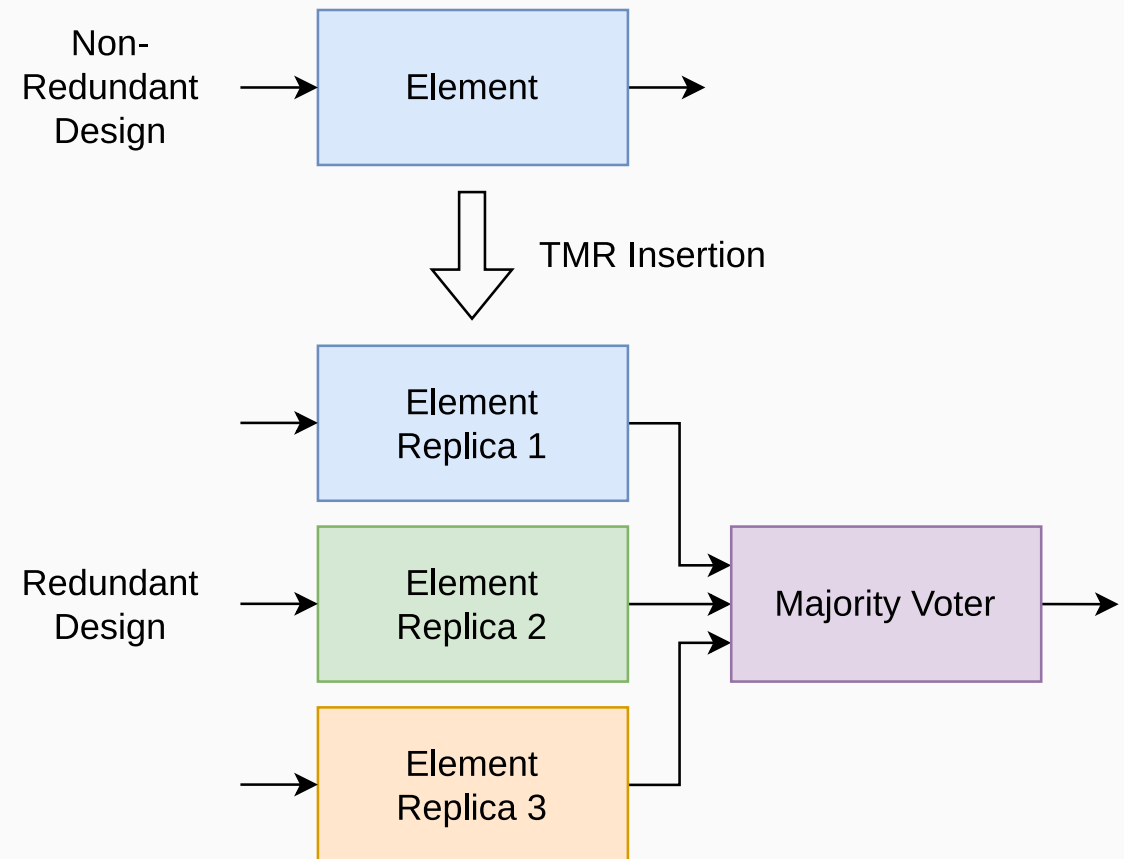 Non-
Redundant
Design
Element
TMR Insertion
Element
Replica 1
Redundant
Design
Element
Replica 2
Majority Voter
Element
Replica 3